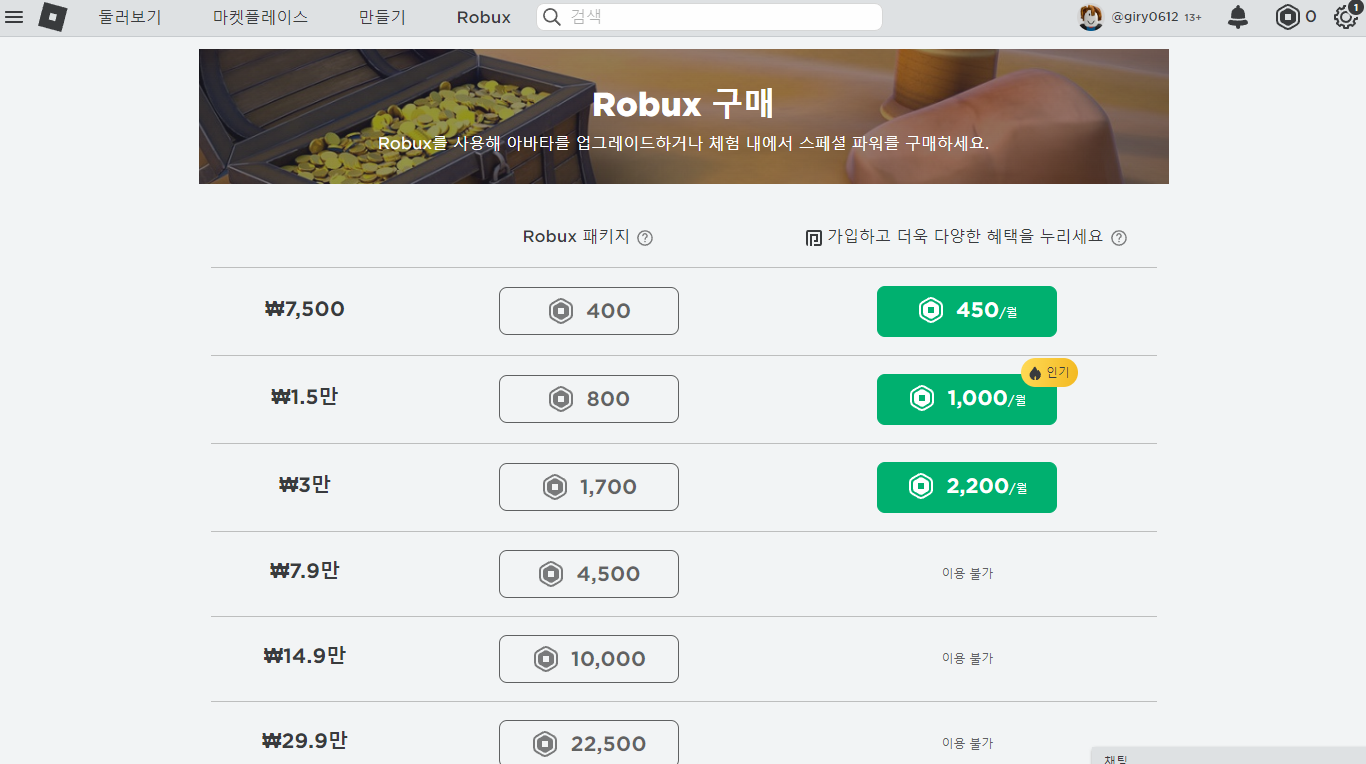 둘러보기 마켓플레이스 만들기 Robux 검색 @giry0612 13+ 0 1
Robux 구매
Robux를 사용해 아바타를 업그레이드하거나 체험 내에서 스페셜 파워를 구매하세요.
Robux 패키지 ? 가입하고 더욱 다양한 혜택을 누리세요 ?
₩7,500 400 450/월
인기
₩1.5만 800 1,000/월
₩3만 1,700 2,200/월
₩7.9만 4,500 이용 불가
₩14.9만 10,000 이용 불가
₩29.9만 22,500 이용 불가
채팅